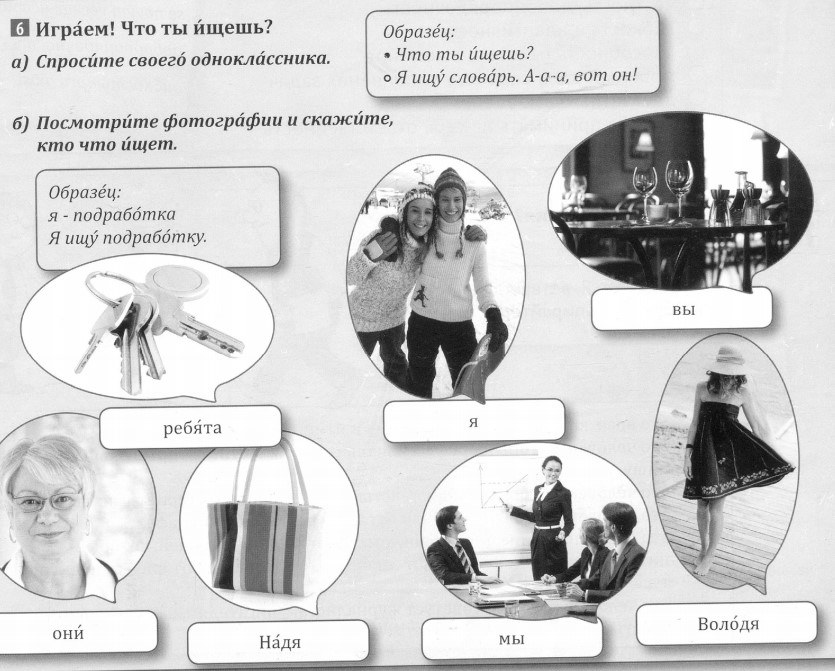 6 Игра́ем! Что ты и́щешь?
а) Спроси́те своего́ однокла́ссника.
Образе́ц:
• Что ты и́щешь?
○ Я ищу́ слова́рь. А-а-а, вот он!
б) Посмотри́те фотогра́фии и скажи́те,
кто что и́щет.
Образе́ц:
я - подрабо́тка
Я ищу́ подрабо́тку.
вы
ребя́та
я
они́
На́дя
мы
Воло́дя